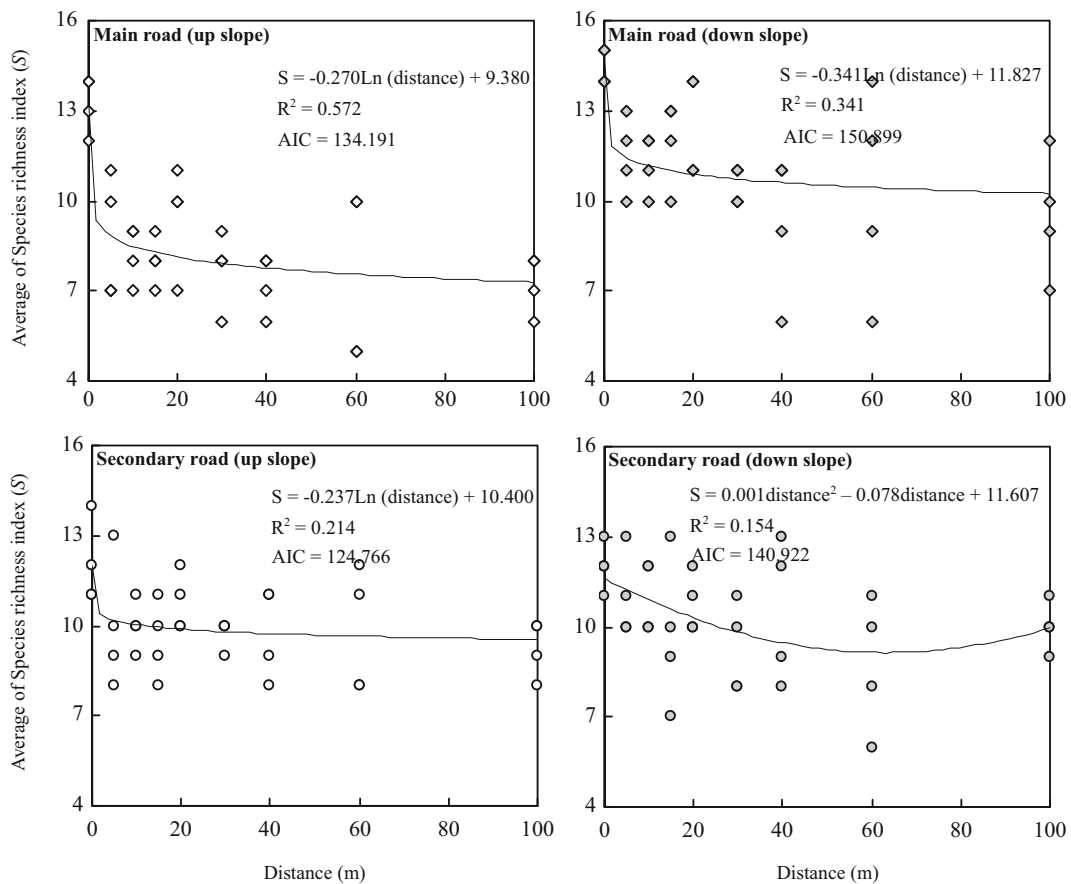 Main road (up slope)
S = -0.270Ln (distance) + 9.380
R² = 0.572
AIC = 134.191
Average of Species richness index (S)
16
13
10
7
4
0 20 40 60 80 100
Main road (down slope)
S = -0.341Ln (distance) + 11.827
R² = 0.341
AIC = 150.899
16
13
10
7
4
0 20 40 60 80 100
Secondary road (up slope)
S = -0.237Ln (distance) + 10.400
R² = 0.214
AIC = 124.766
Average of Species richness index (S)
16
13
10
7
4
0 20 40 60 80 100
Distance (m)
Secondary road (down slope)
S = 0.001distance² – 0.078distance + 11.607
R² = 0.154
AIC = 140.922
16
13
10
7
4
0 20 40 60 80 100
Distance (m)